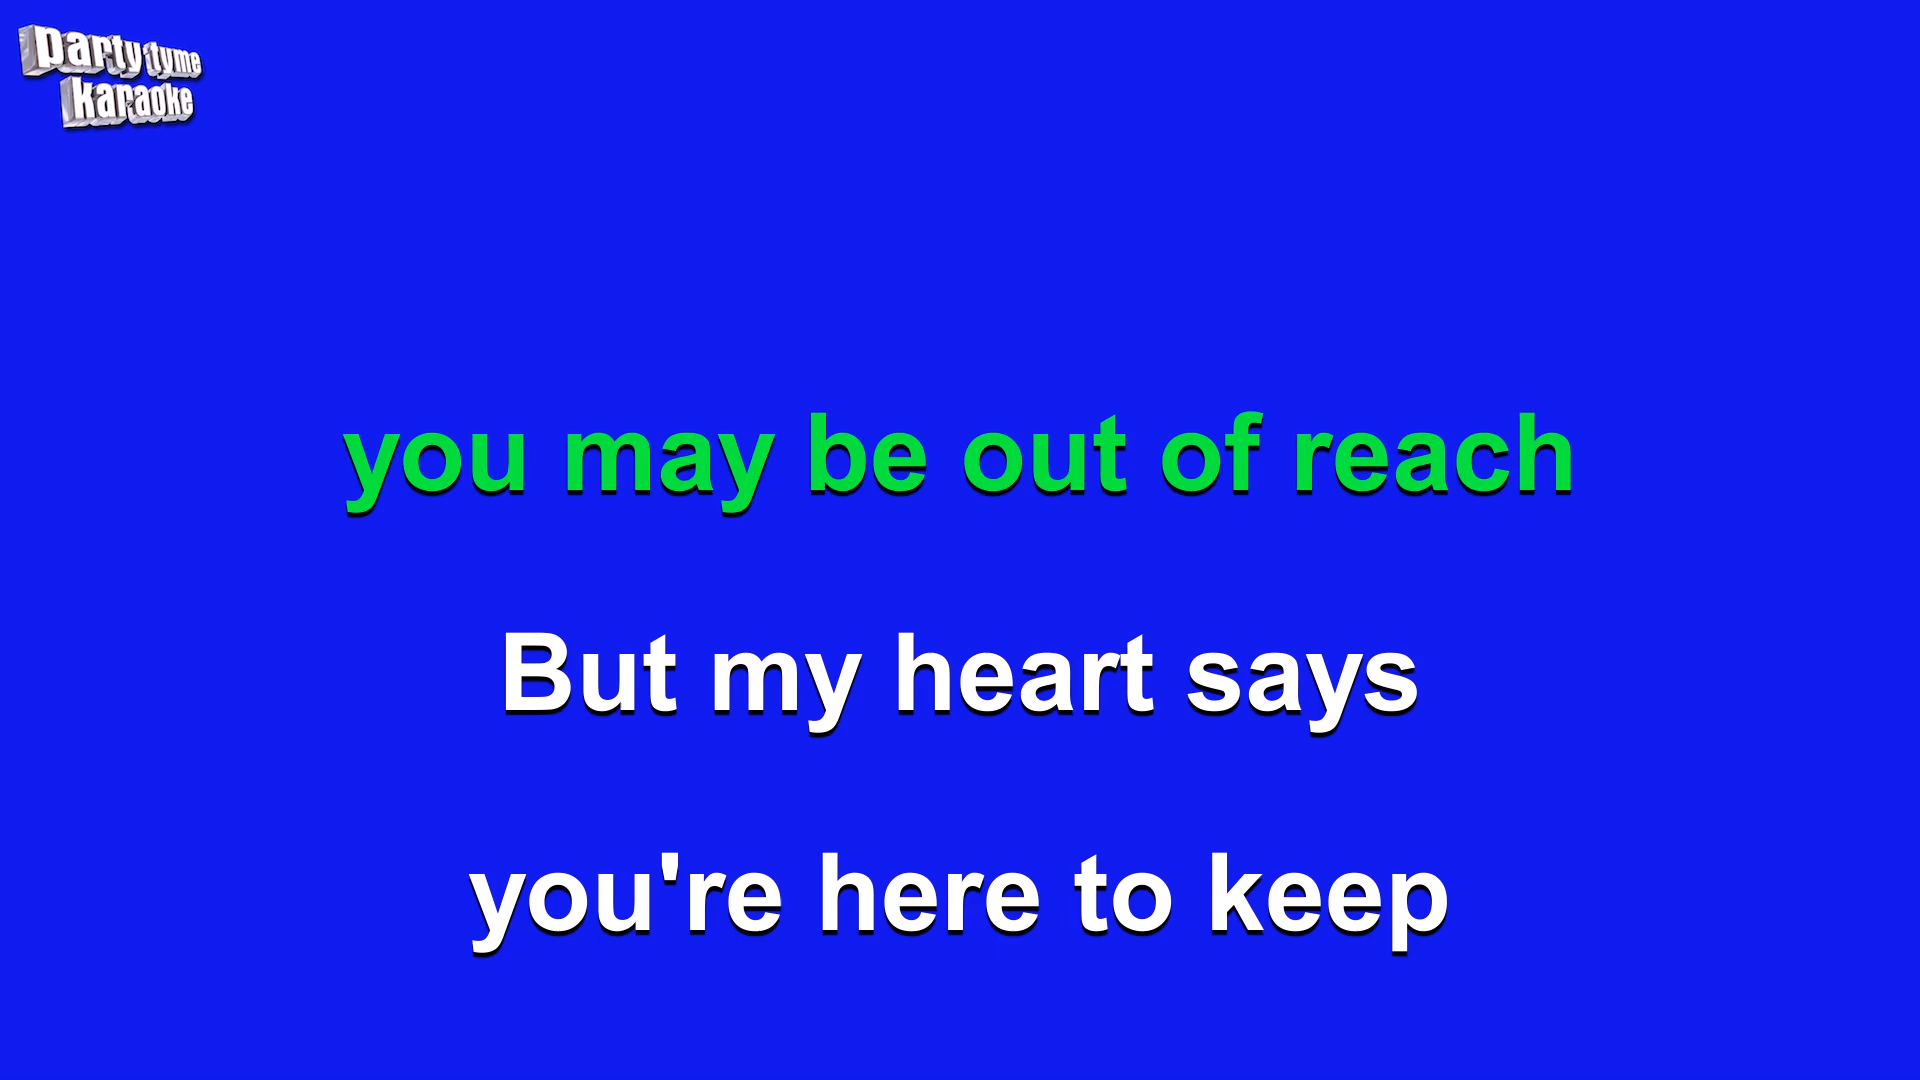 party tyme
karaoke
you may be out of reach
But my heart says
you're here to keep